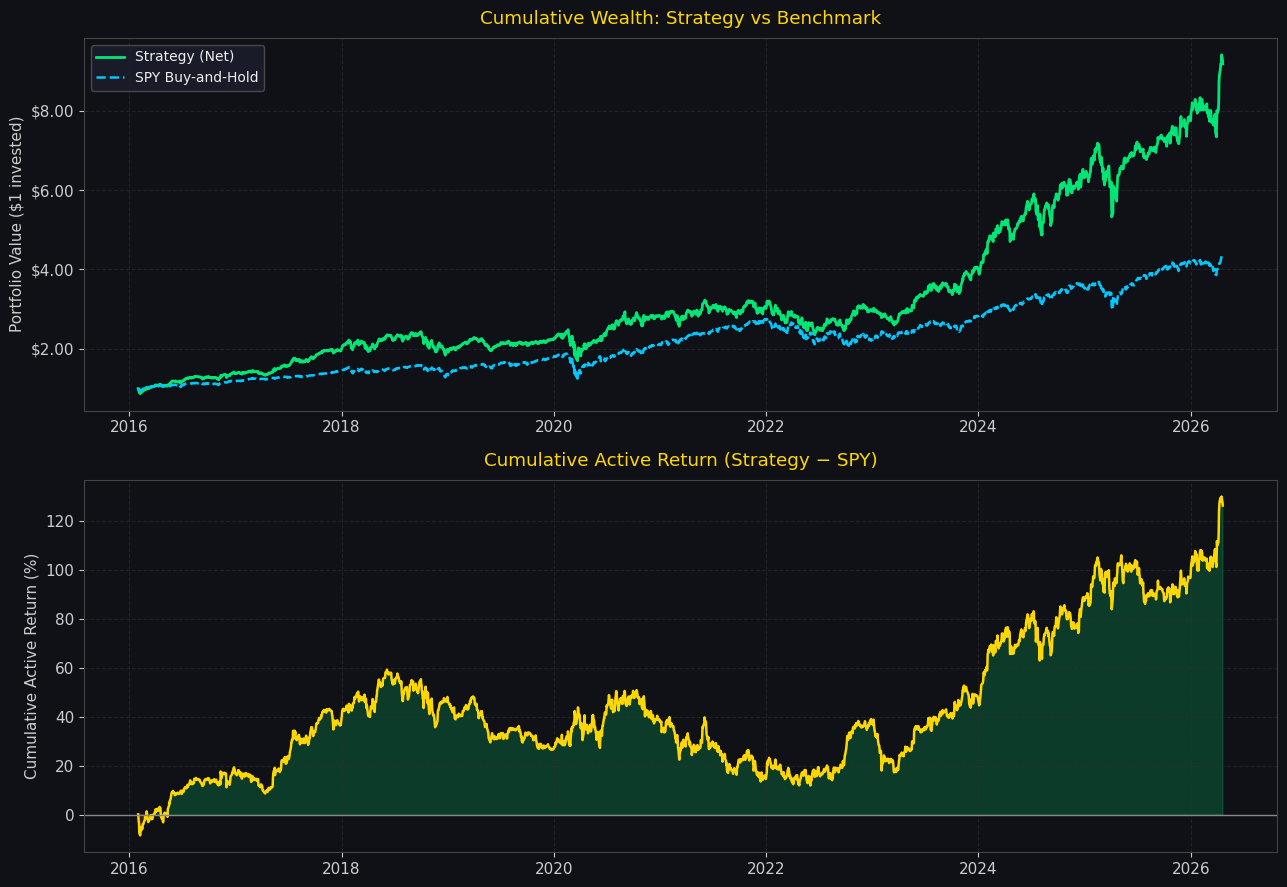 Cumulative Wealth: Strategy vs Benchmark
Strategy (Net)
SPY Buy-and-Hold
Portfolio Value ($1 invested)
$8.00
$6.00
$4.00
$2.00
2016 2018 2020 2022 2024 2026
Cumulative Active Return (Strategy − SPY)
Cumulative Active Return (%)
120
100
80
60
40
20
0
2016 2018 2020 2022 2024 2026